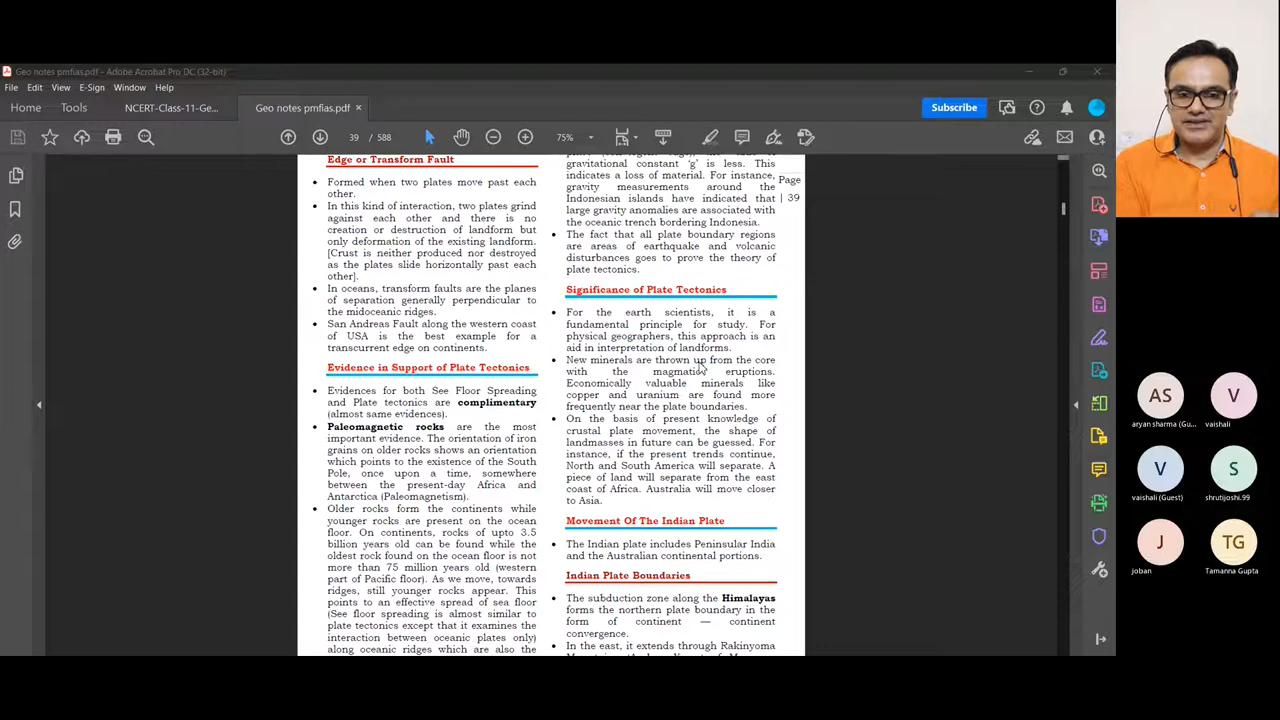 Geo notes pmfias.pdf - Adobe Acrobat Pro DC (32-bit)
File Edit View E-Sign Window Help
Home Tools NCERT-Class-11-Ge... Geo notes pmfias.pdf × Subscribe
39 / 588 75%
Edge or Transform Fault
Formed when two plates move past each
other.
In this kind of interaction, two plates grind
against each other and there is no
creation or destruction of landform but
only deformation of the existing landform.
[Crust is neither produced nor destroyed
as the plates slide horizontally past each
other].
In oceans, transform faults are the planes
of separation generally perpendicular to
the midoceanic ridges.
San Andreas Fault along the western coast
of USA is the best example for a
transcurrent edge on continents.
Evidence in Support of Plate Tectonics
Evidences for both See Floor Spreading
and Plate tectonics are complimentary
(almost same evidences).
Paleomagnetic rocks are the most
important evidence. The orientation of iron
grains on older rocks shows an orientation
which points to the existence of the South
Pole, once upon a time, somewhere
between the present-day Africa and
Antarctica (Paleomagnetism).
Older rocks form the continents while
younger rocks are present on the ocean
floor. On continents, rocks of upto 3.5
billion years old can be found while the
oldest rock found on the ocean floor is not
more than 75 million years old (western
part of Pacific floor). As we move, towards
ridges, still younger rocks appear. This
points to an effective spread of sea floor
(See floor spreading is almost similar to
plate tectonics except that it examines the
interaction between oceanic plates only)
along oceanic ridges which are also the
gravitational constant 'g' is less. This
indicates a loss of material. For instance,
gravity measurements around the
Indonesian islands have indicated that
large gravity anomalies are associated with
the oceanic trench bordering Indonesia.
The fact that all plate boundary regions
are areas of earthquake and volcanic
disturbances goes to prove the theory of
plate tectonics.
Page
| 39
Significance of Plate Tectonics
For the earth scientists, it is a
fundamental principle for study. For
physical geographers, this approach is an
aid in interpretation of landforms.
New minerals are thrown up from the core
with the magmatic eruptions.
Economically valuable minerals like
copper and uranium are found more
frequently near the plate boundaries.
On the basis of present knowledge of
crustal plate movement, the shape of
landmasses in future can be guessed. For
instance, if the present trends continue,
North and South America will separate. A
piece of land will separate from the east
coast of Africa. Australia will move closer
to Asia.
Movement Of The Indian Plate
The Indian plate includes Peninsular India
and the Australian continental portions.
Indian Plate Boundaries
The subduction zone along the Himalayas
forms the northern plate boundary in the
form of continent — continent
convergence.
In the east, it extends through Rakinyoma
AS V
aryan sharma (Gu... vaishali
V S
vaishali (Guest) shrutijoshi.99
J TG
joban Tamanna Gupta